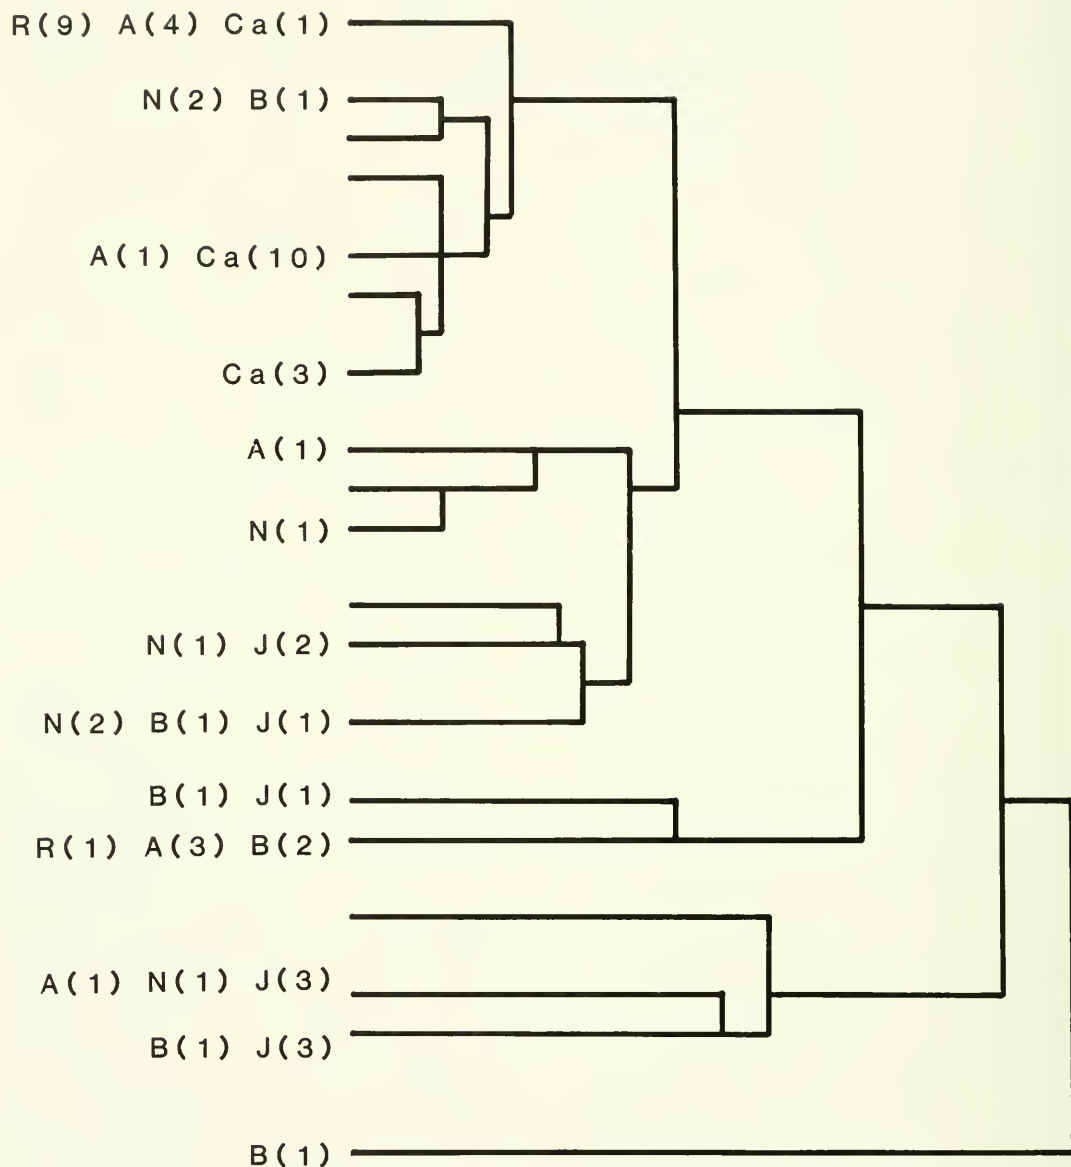 R(9) A(4) Ca(1)
N(2) B(1)
A(1) Ca(10)
Ca(3)
A(1)
N(1)
N(1) J(2)
N(2) B(1) J(1)
B(1) J(1)
R(1) A(3) B(2)
A(1) N(1) J(3)
B(1) J(3)
B(1)